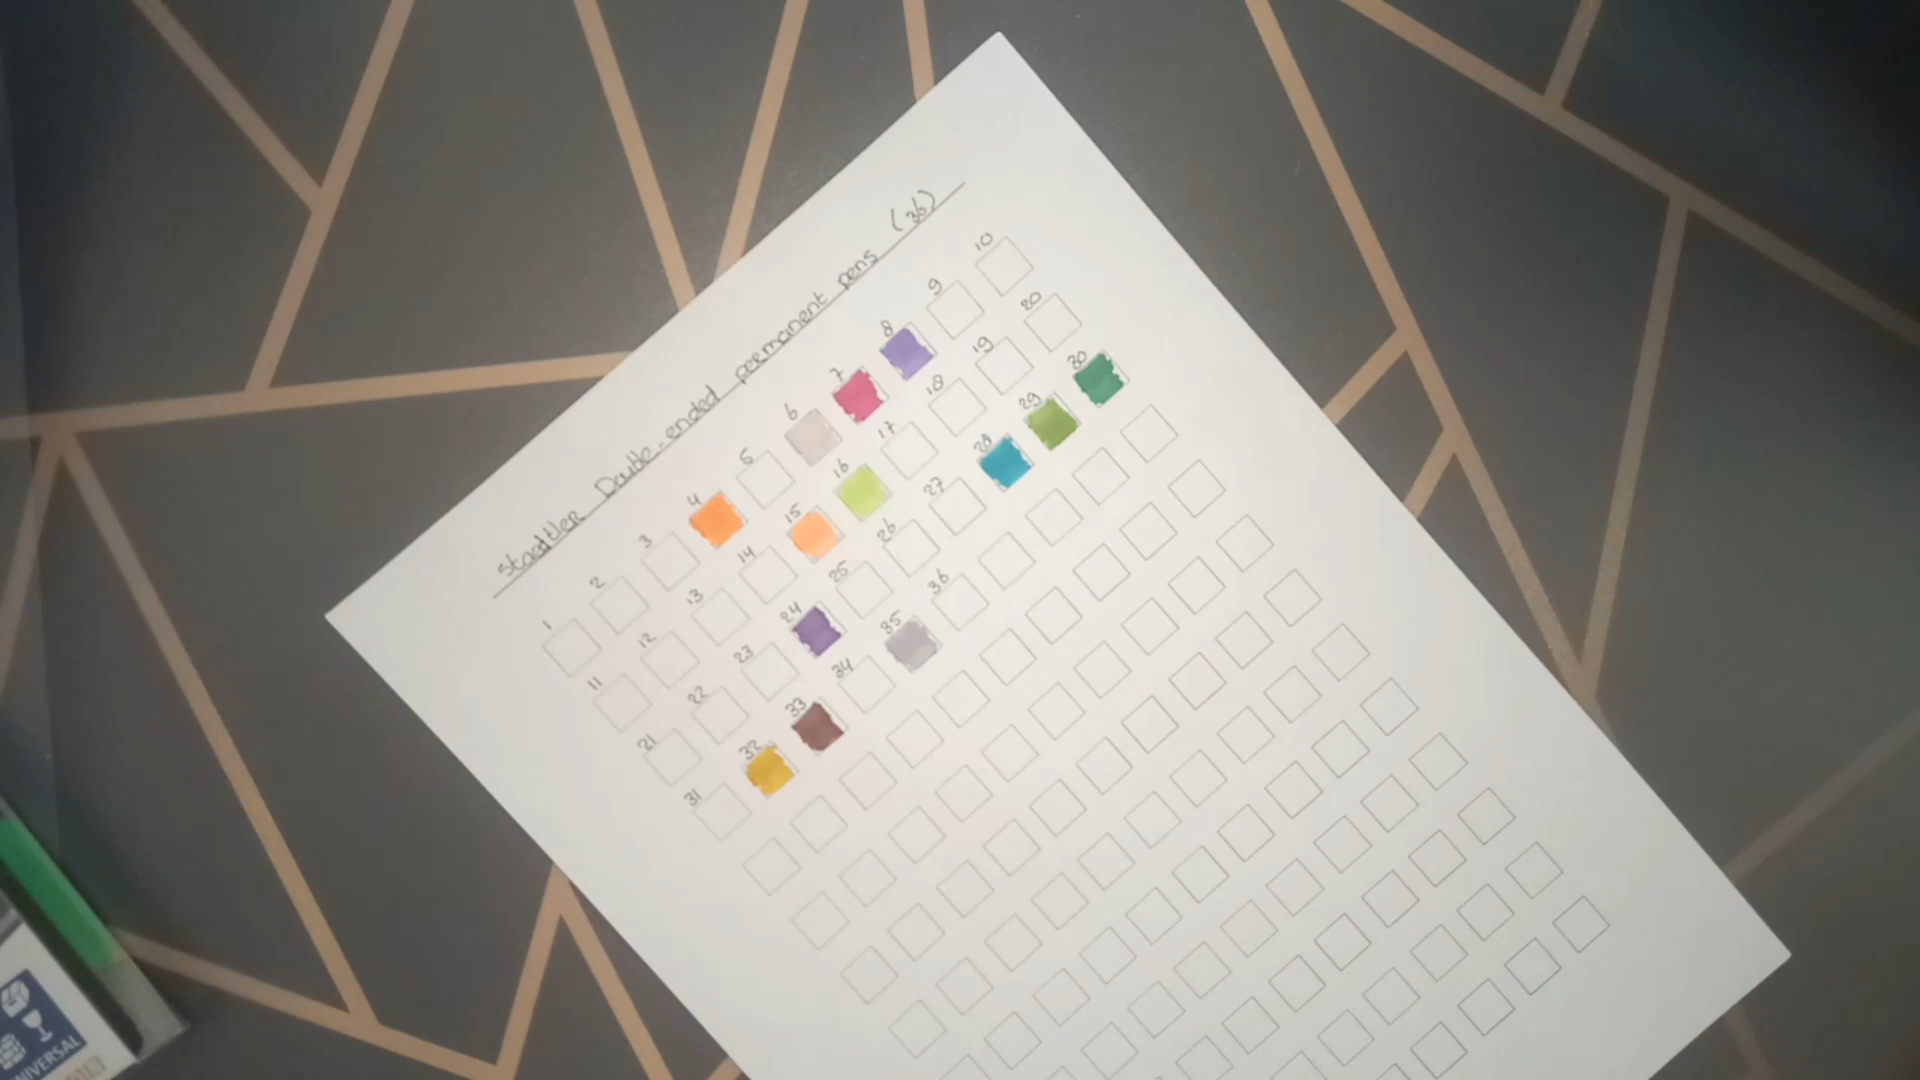 Staedtler Double-ended permanent pens (36)
1 2 3 4 5 6 7 8 9 10
11 12 13 14 15 16 17 18 19 20
21 22 23 24 25 26 27 28 29 30
31 32 33 34 35 36
NIVERSAL